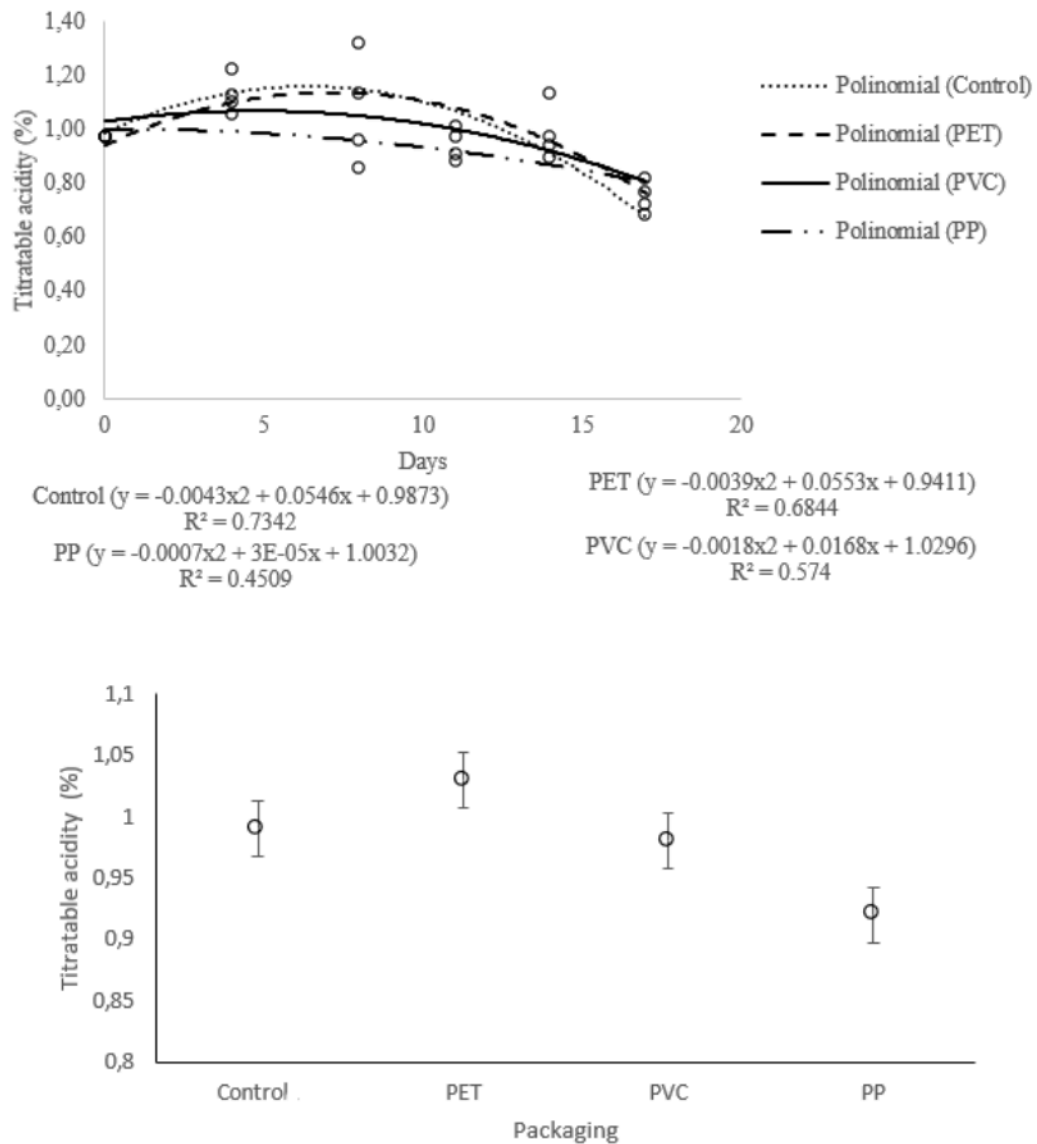 1,40
1,20
1,00
0,80
0,60
0,40
0,20
0,00
Titratable acidity (%)
0 5 10 15 20
Days
Polinomial (Control)
Polinomial (PET)
Polinomial (PVC)
Polinomial (PP)
Control (y = -0.0043x2 + 0.0546x + 0.9873)
R² = 0.7342
PET (y = -0.0039x2 + 0.0553x + 0.9411)
R² = 0.6844
PP (y = -0.0007x2 + 3E-05x + 1.0032)
R² = 0.4509
PVC (y = -0.0018x2 + 0.0168x + 1.0296)
R² = 0.574
1,1
1,05
1
0,95
0,9
0,85
0,8
Titratable acidity (%)
Control PET PVC PP
Packaging